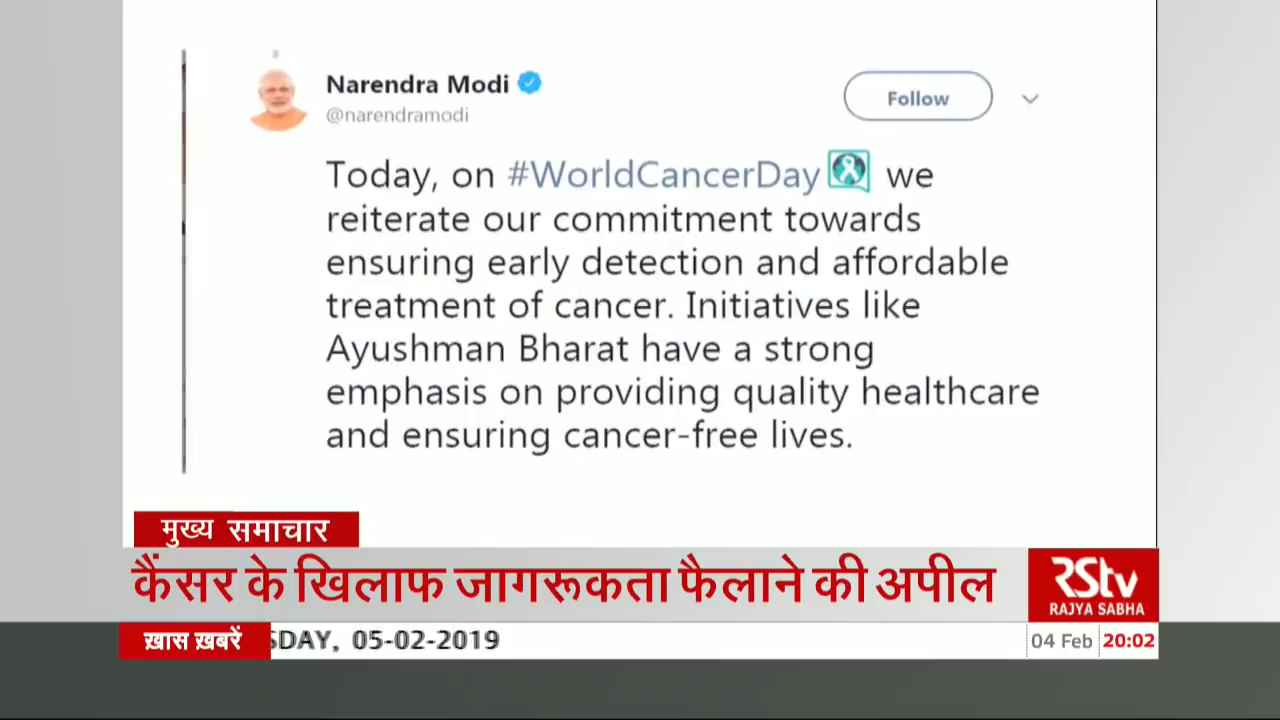 Narendra Modi
@narendramodi
Follow
Today, on #WorldCancerDay we
reiterate our commitment towards
ensuring early detection and affordable
treatment of cancer. Initiatives like
Ayushman Bharat have a strong
emphasis on providing quality healthcare
and ensuring cancer-free lives.
मुख्य समाचार
कैंसर के खिलाफ जागरूकता फैलाने की अपील
RStv
RAJYA SABHA
ख़ास ख़बरें
SDAY, 05-02-2019
04 Feb 20:02